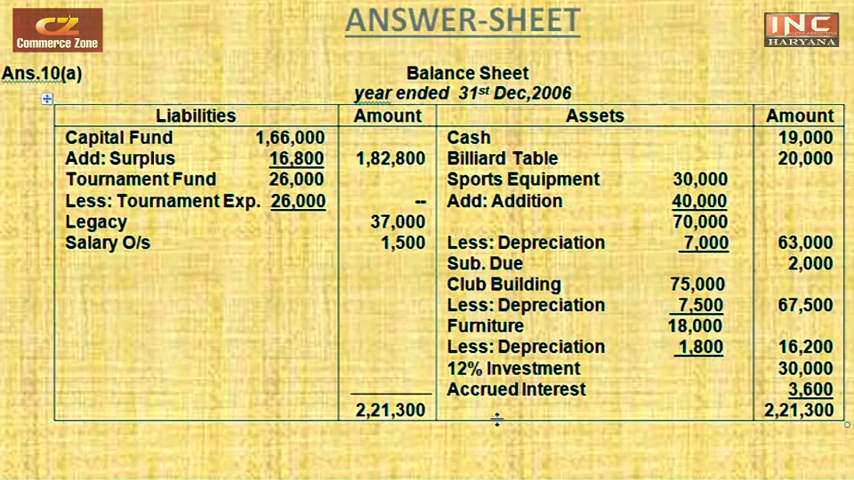 CZ
Commerce Zone
ANSWER-SHEET
INC
HARYANA
Ans.10(a)
Balance Sheet
year ended 31st Dec,2006
Liabilities Amount Assets Amount
Capital Fund 1,66,000 Cash 19,000
Add: Surplus 16,800 1,82,800 Billiard Table 20,000
Tournament Fund 26,000 Sports Equipment 30,000
Less: Tournament Exp. 26,000 -- Add: Addition 40,000
Legacy 37,000 70,000
Salary O/s 1,500 Less: Depreciation 7,000 63,000
Sub. Due 2,000
Club Building 75,000
Less: Depreciation 7,500 67,500
Furniture 18,000
Less: Depreciation 1,800 16,200
12% Investment 30,000
Accrued Interest 3,600
2,21,300 2,21,300